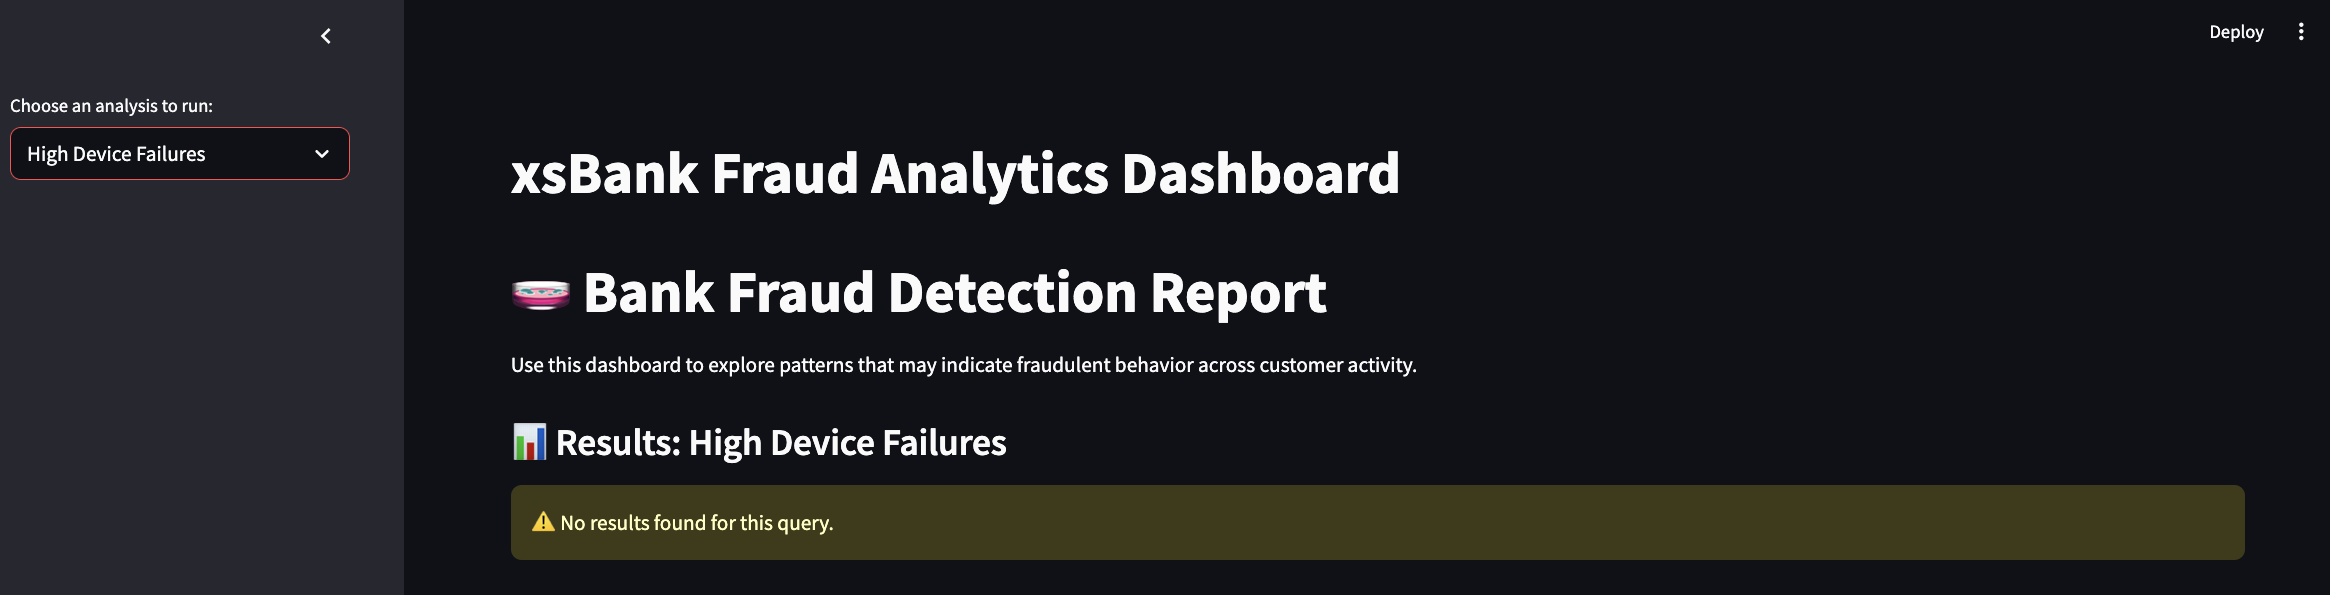 Deploy
Choose an analysis to run:
High Device Failures
xsBank Fraud Analytics Dashboard
🧫 Bank Fraud Detection Report
Use this dashboard to explore patterns that may indicate fraudulent behavior across customer activity.
📊 Results: High Device Failures
⚠️ No results found for this query.